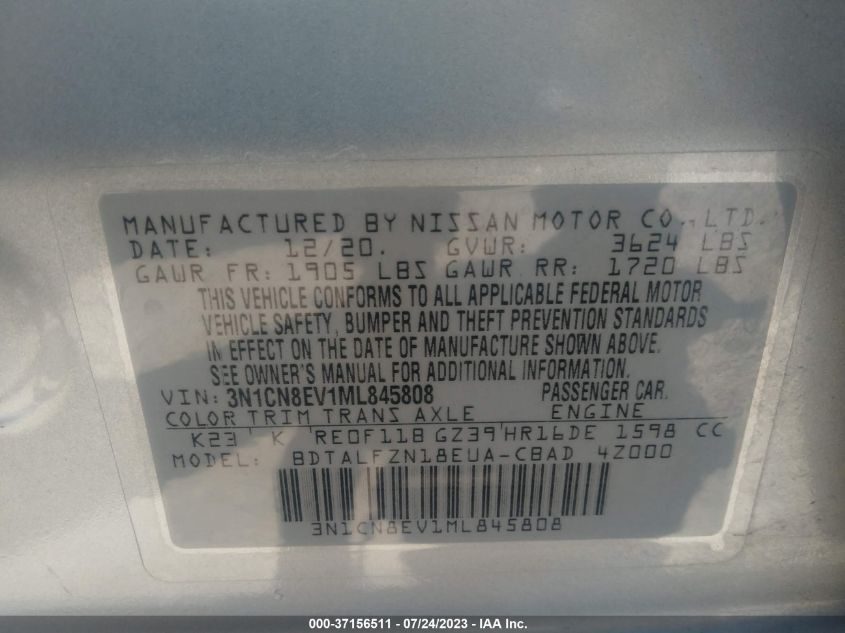 MANUFACTURED BY NISSAN MOTOR CO., LTD.
DATE: 12/20. GVWR: 3624 LBS
GAWR FR: 1905 LBS GAWR RR: 1720 LBS
THIS VEHICLE CONFORMS TO ALL APPLICABLE FEDERAL MOTOR
VEHICLE SAFETY, BUMPER AND THEFT PREVENTION STANDARDS
IN EFFECT ON THE DATE OF MANUFACTURE SHOWN ABOVE.
SEE OWNER'S MANUAL FOR ADDITIONAL INFORMATION.
VIN: 3N1CN8EV1ML845808 PASSENGER CAR.
COLOR TRIM TRANS AXLE ENGINE
K23 K RE0F11B GZ39 HR16DE 1598 CC
MODEL: BDTALFZN18EUA-CBAD 4Z000
3N1CN8EV1ML845808
000-37156511 / 07/24/2023 - IAA Inc.